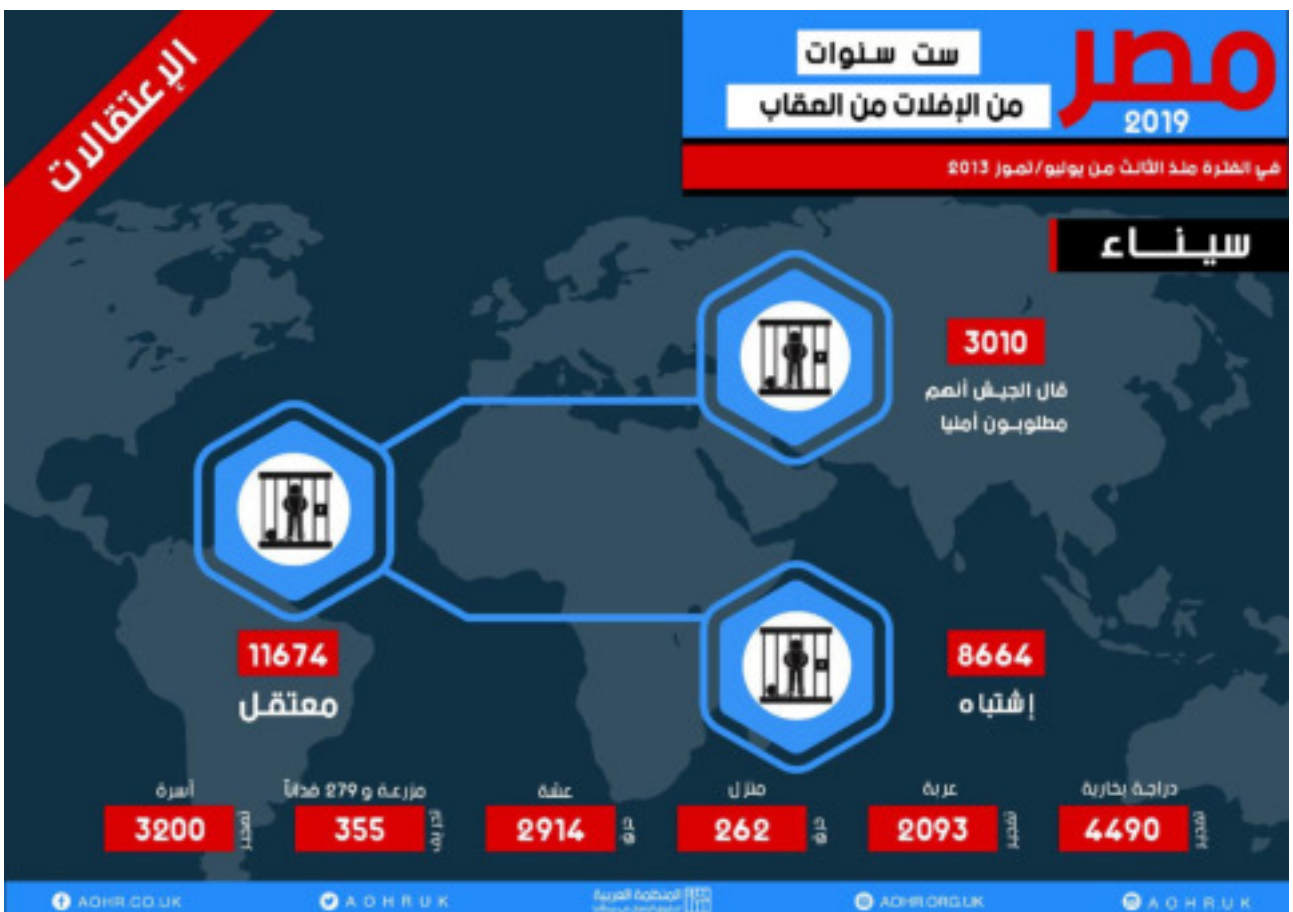 الإعتقالات
مصر
2019
ست سنوات
من الإفلات من العقاب
في الفترة منذ الثالث من يوليو/تموز 2013
سيناء
3010
قال الجيش أنهم
مطلوبون أمنيا
11674
معتقل
8664
إشتباه
دراجة بخارية
تفجير
4490
عربة
تفجير
2093
منزل
حرق
262
عشة
حرق
2914
مزرعة و 279 فداناً
تجريف
355
أسرة
تهجير
3200
AOHR.CO.UK
AOHRUK
المنظمة العربية
AOHR.ORG.UK
AOHRUK